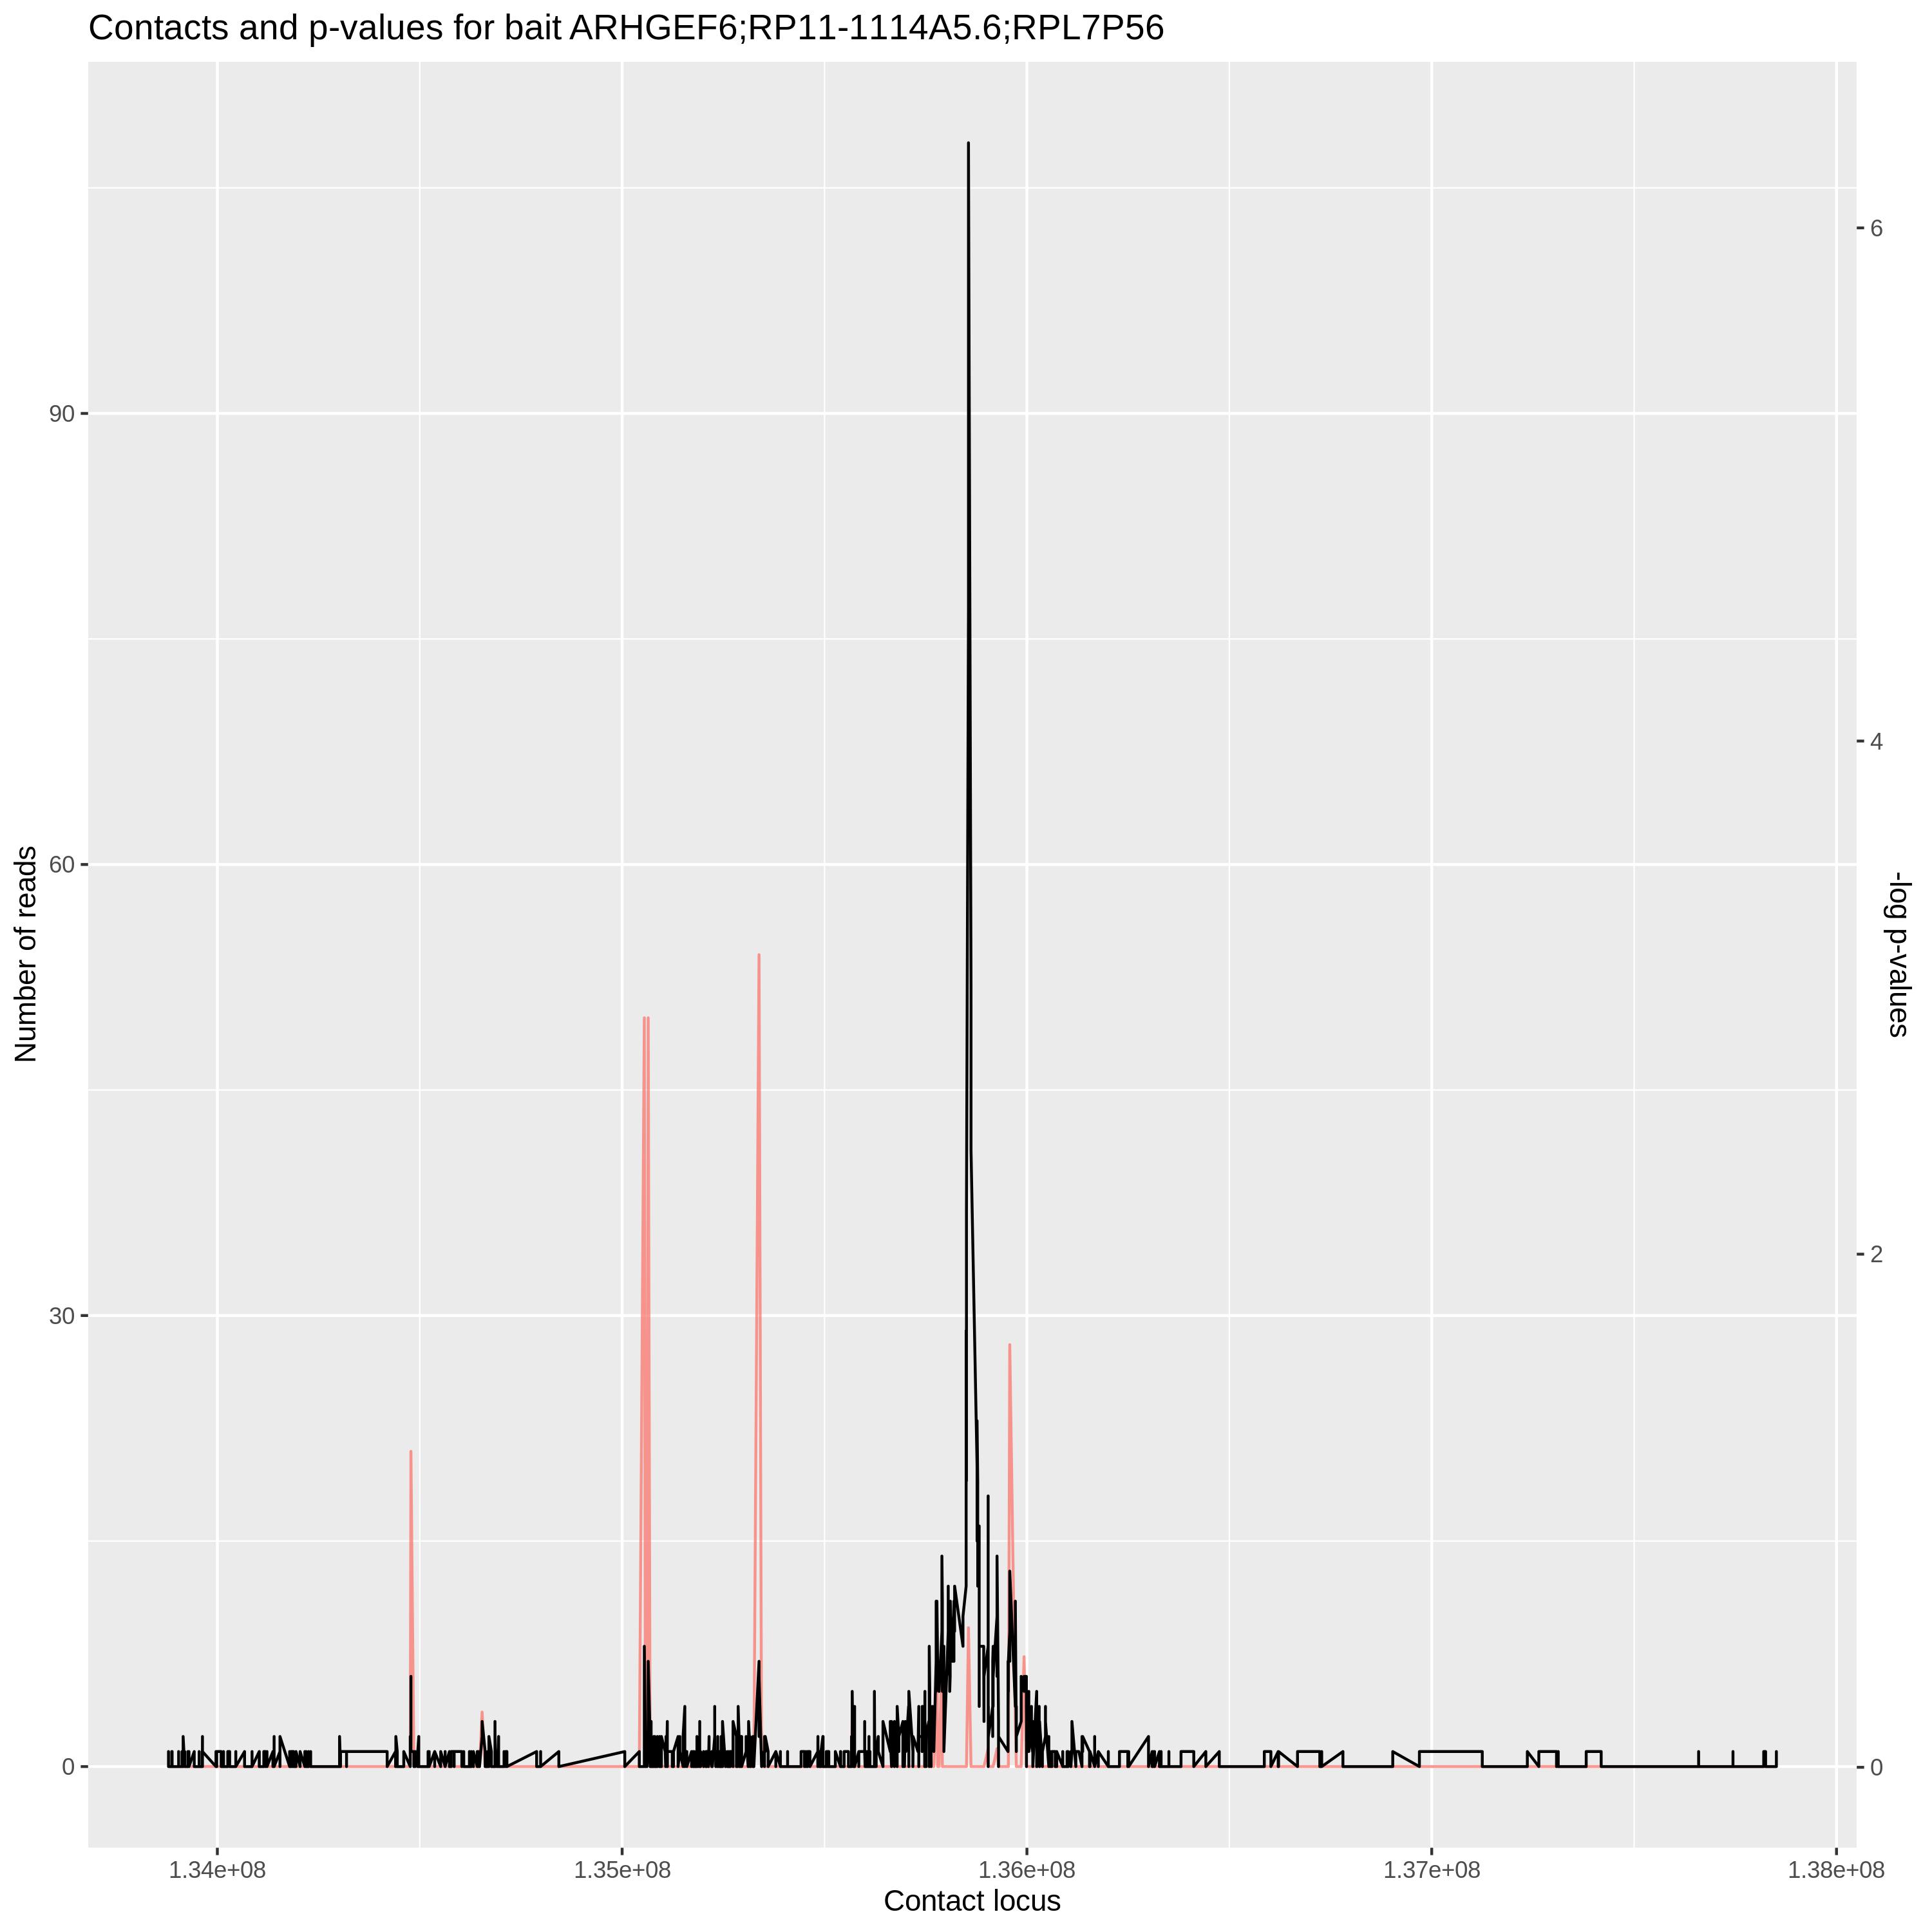 Contacts and p-values for bait ARHGEF6;RP11-1114A5.6;RPL7P56
Number of reads
90
60
30
0
6
4
2
0
-log p-values
1.34e+08
1.35e+08
1.36e+08
1.37e+08
1.38e+08
Contact locus